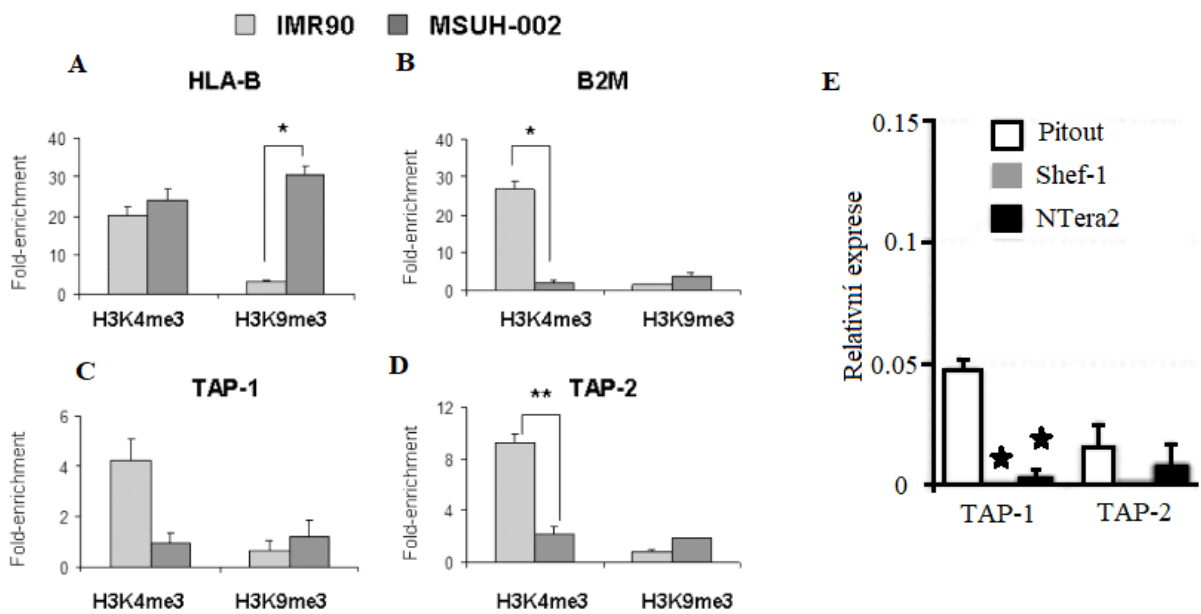 IMR90 MSUH-002
A
HLA-B
Fold-enrichment
40
30
20
10
0
*
H3K4me3 H3K9me3
B
B2M
Fold-enrichment
40
30
20
10
0
*
H3K4me3 H3K9me3
C
TAP-1
Fold-enrichment
6
4
2
0
H3K4me3 H3K9me3
D
TAP-2
Fold-enrichment
12
8
4
0
**
H3K4me3 H3K9me3
E
Relativní exprese
0.15
0.1
0.05
0
Pitout
Shef-1
NTera2
TAP-1 TAP-2